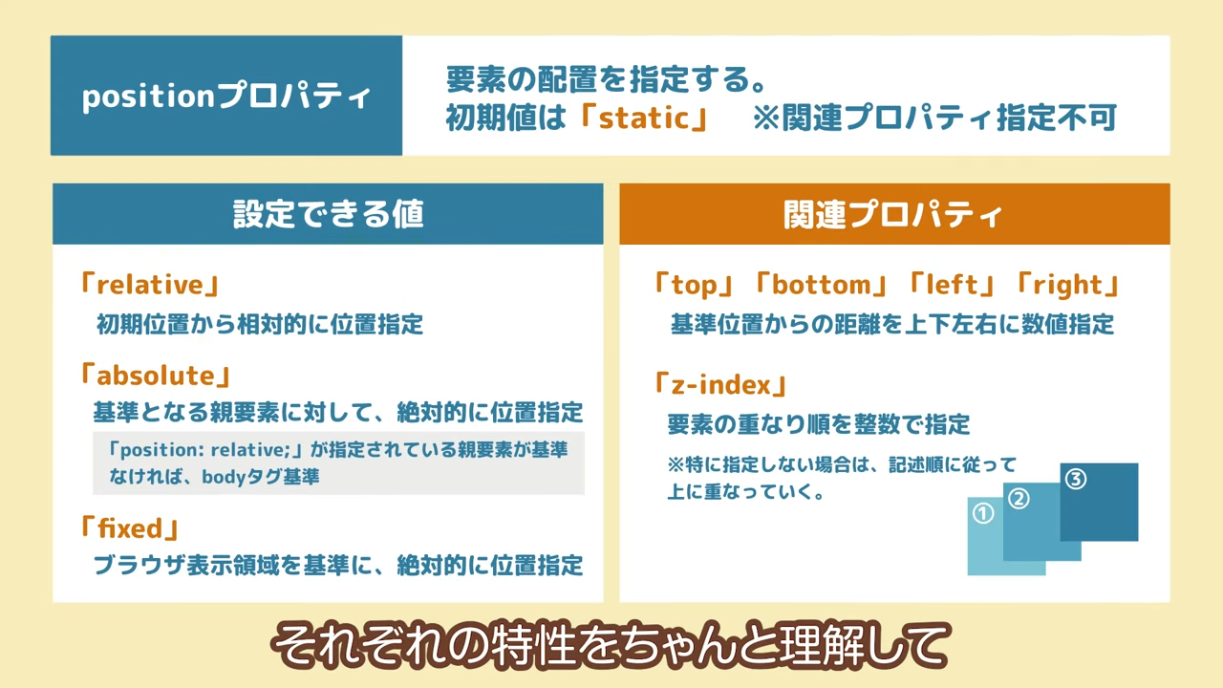 positionプロパティ
要素の配置を指定する。
初期値は「static」　※関連プロパティ指定不可
設定できる値
「relative」
初期位置から相対的に位置指定
「absolute」
基準となる親要素に対して、絶対的に位置指定
「position: relative;」が指定されている親要素が基準
なければ、bodyタグ基準
「fixed」
ブラウザ表示領域を基準に、絶対的に位置指定
関連プロパティ
「top」「bottom」「left」「right」
基準位置からの距離を上下左右に数値指定
「z-index」
要素の重なり順を整数で指定
※特に指定しない場合は、記述順に従って
上に重なっていく。
①
②
③
それぞれの特性をちゃんと理解して